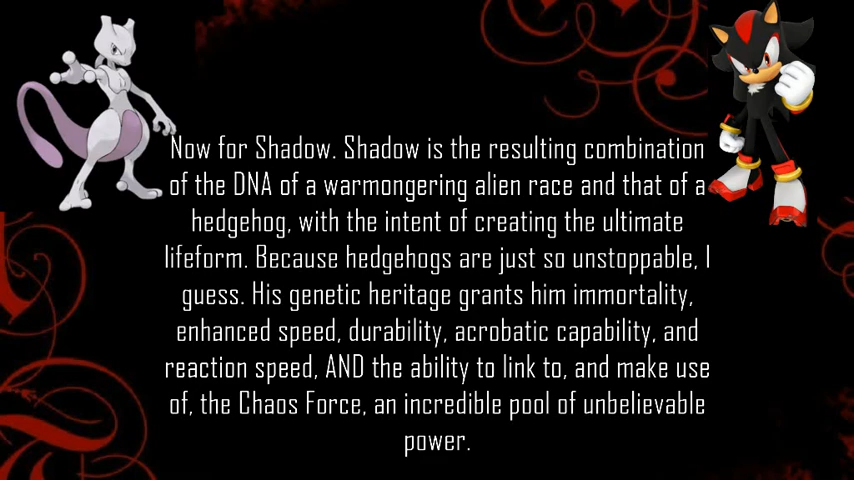 Now for Shadow. Shadow is the resulting combination
of the DNA of a warmongering alien race and that of a
hedgehog, with the intent of creating the ultimate
lifeform. Because hedgehogs are just so unstoppable, I
guess. His genetic heritage grants him immortality,
enhanced speed, durability, acrobatic capability, and
reaction speed, AND the ability to link to, and make use
of, the Chaos Force, an incredible pool of unbelievable
power.